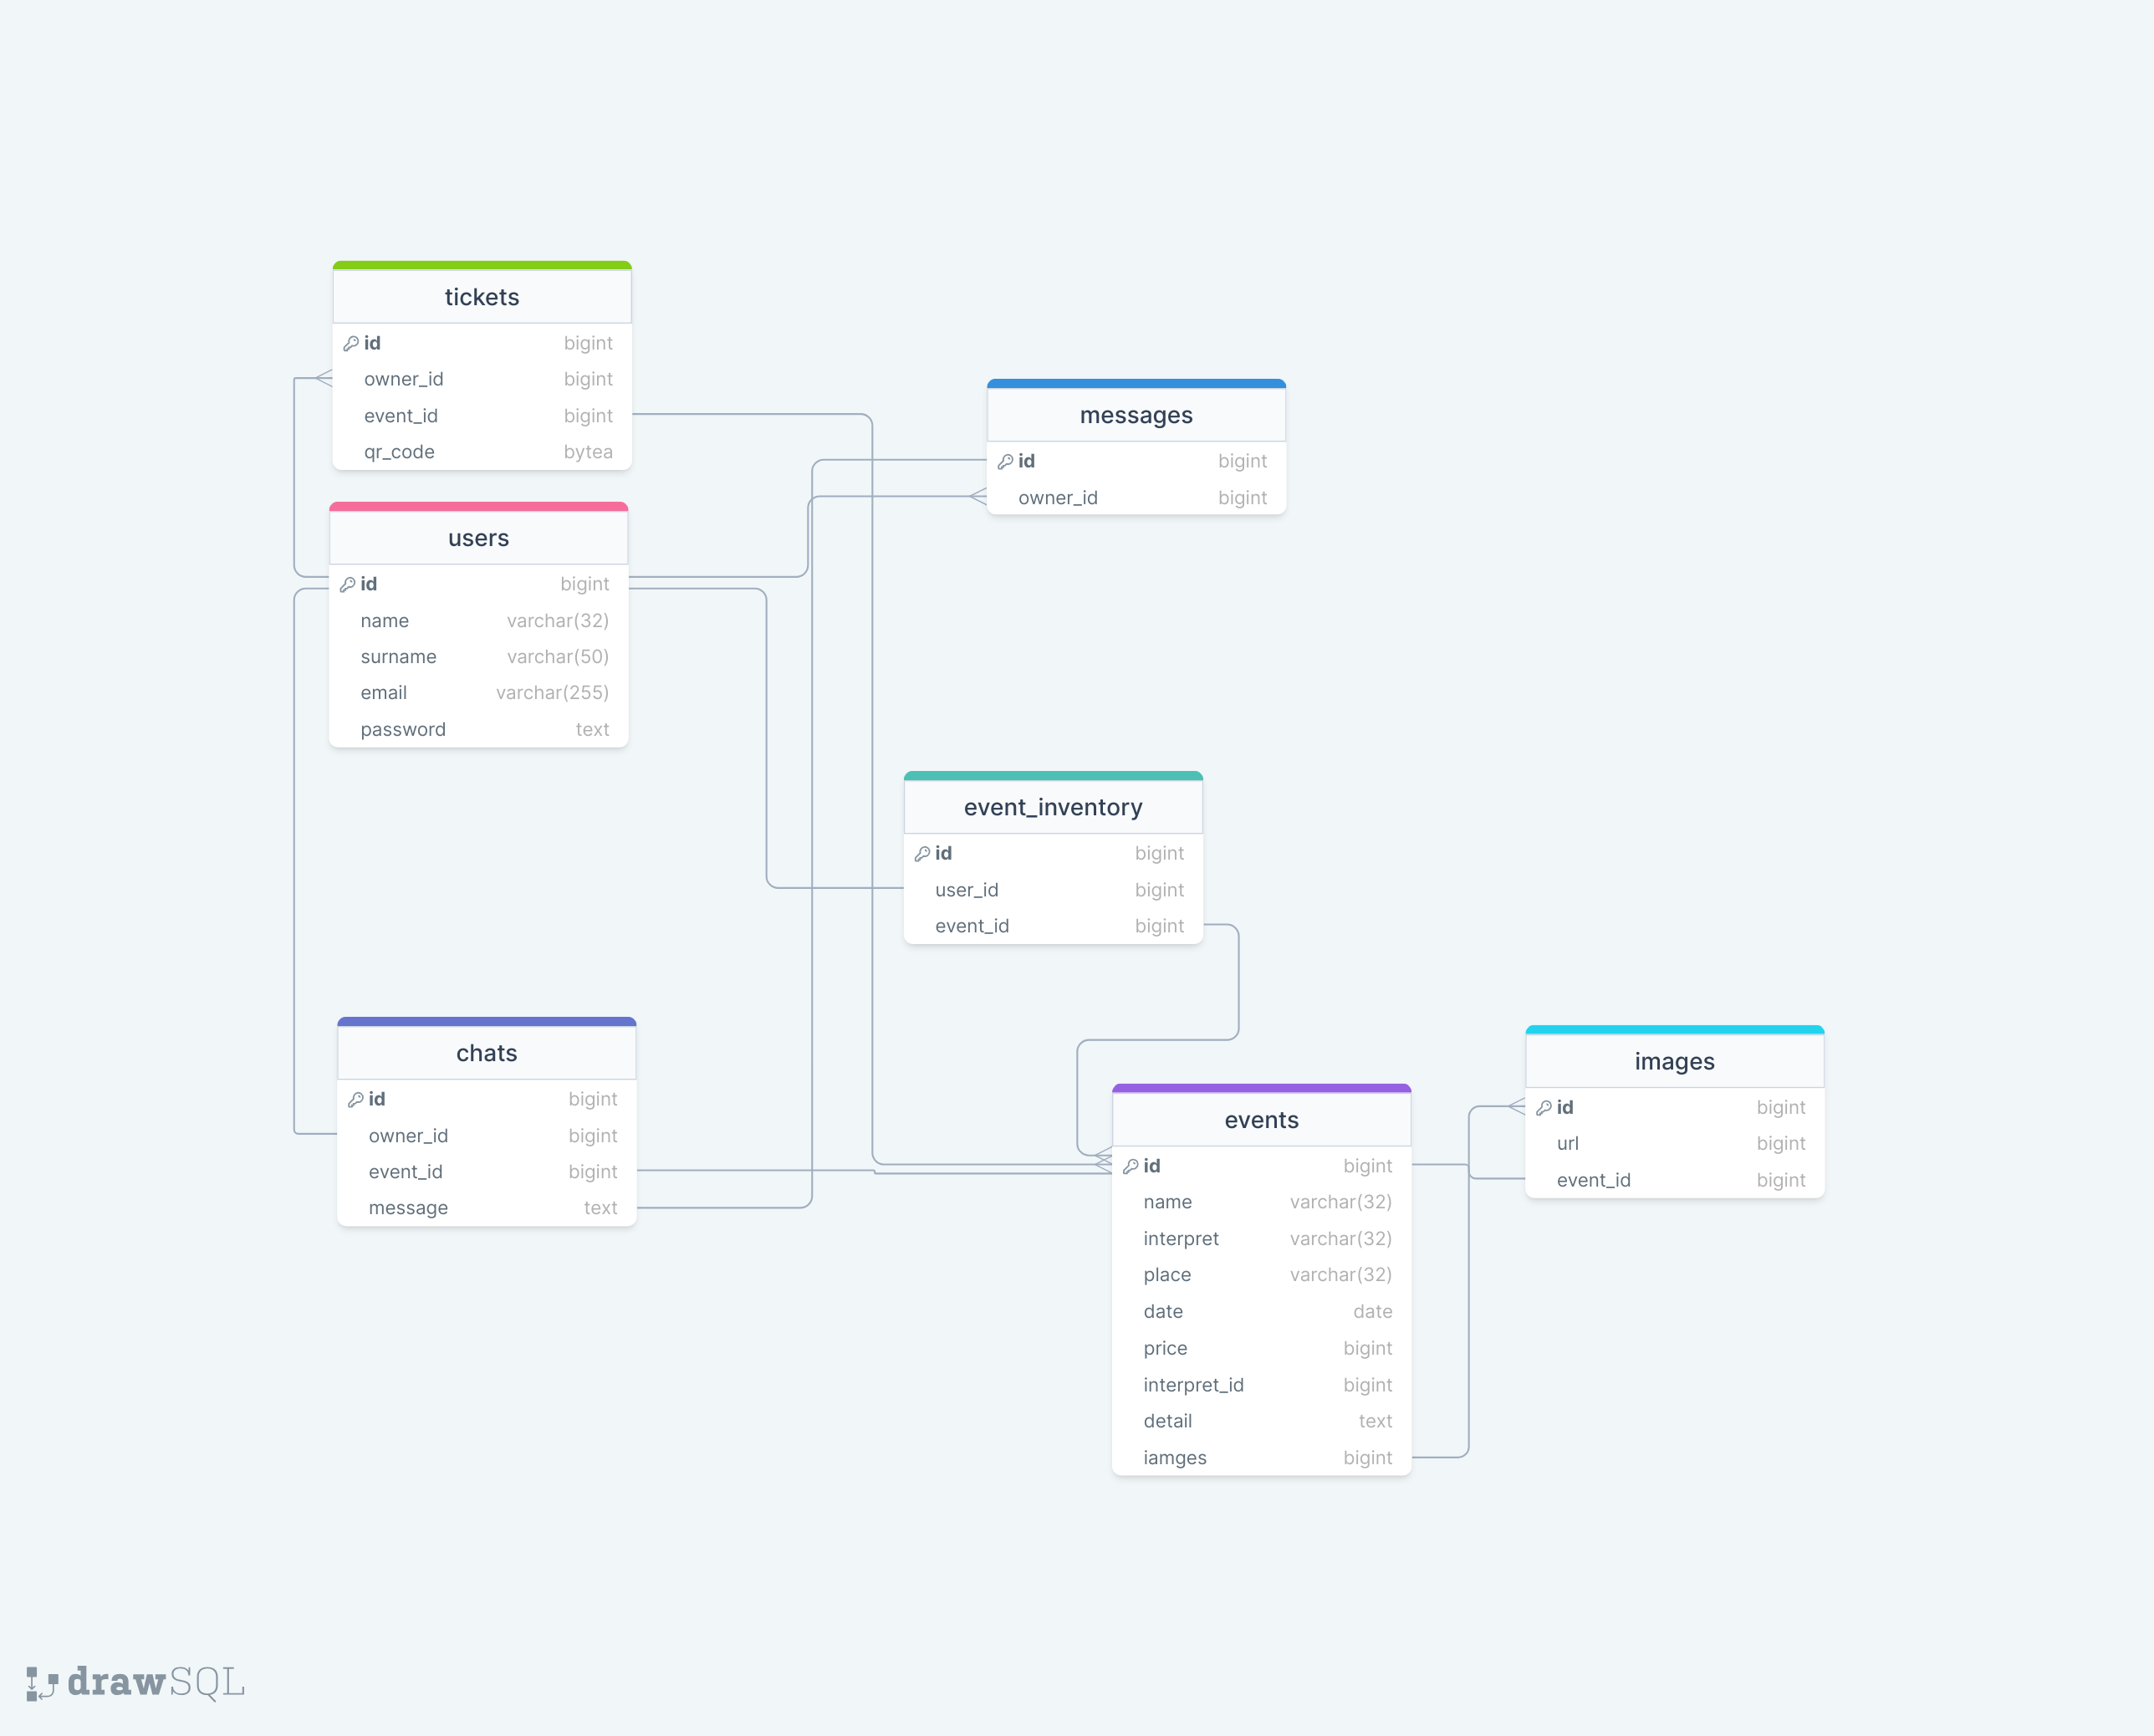 tickets
id bigint
owner_id bigint
event_id bigint
qr_code bytea
messages
id bigint
owner_id bigint
users
id bigint
name varchar(32)
surname varchar(50)
email varchar(255)
password text
event_inventory
id bigint
user_id bigint
event_id bigint
chats
id bigint
owner_id bigint
event_id bigint
message text
images
id bigint
url bigint
event_id bigint
events
id bigint
name varchar(32)
interpret varchar(32)
place varchar(32)
date date
price bigint
interpret_id bigint
detail text
iamges bigint
drawSQL